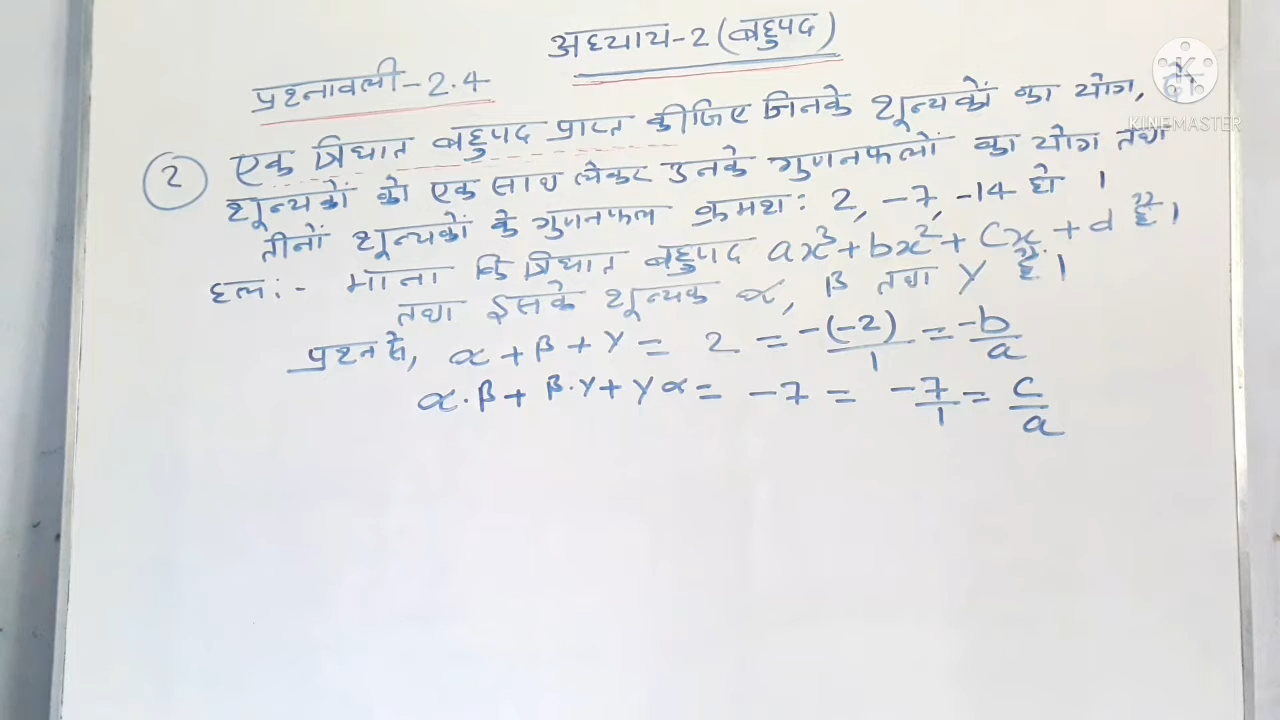 अध्याय-2 (बहुपद)
प्रश्नावली-2.4
2 एक त्रिघात बहुपद प्राप्त कीजिए जिनके शून्यकों का योग, दो
शून्यकों को एक साथ लेकर उनके गुणनफलों का योग तथा
तीनों शून्यकों के गुणनफल क्रमश: 2, -7, -14 हो ।
हल:- माना कि त्रिघात बहुपद ax³ + bx² + Cx + d है।
तथा इसके शून्यक α, β तथा γ है।
प्रश्न से, α + β + γ = 2 = -(-2)/1 = -b/a
α.β + β.γ + γα = -7 = -7/1 = c/a
K
KINEMASTER